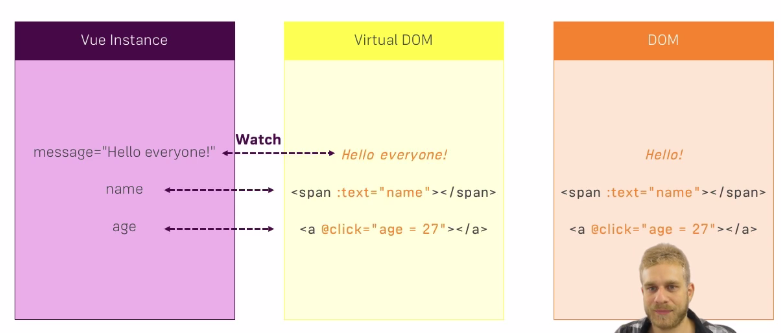 Vue Instance
Virtual DOM
DOM
Watch
message="Hello everyone!"
Hello everyone!
Hello!
name
<span :text="name"></span>
<span :text="name"></span>
age
<a @click="age = 27"></a>
<a @click="age = 27"></a>